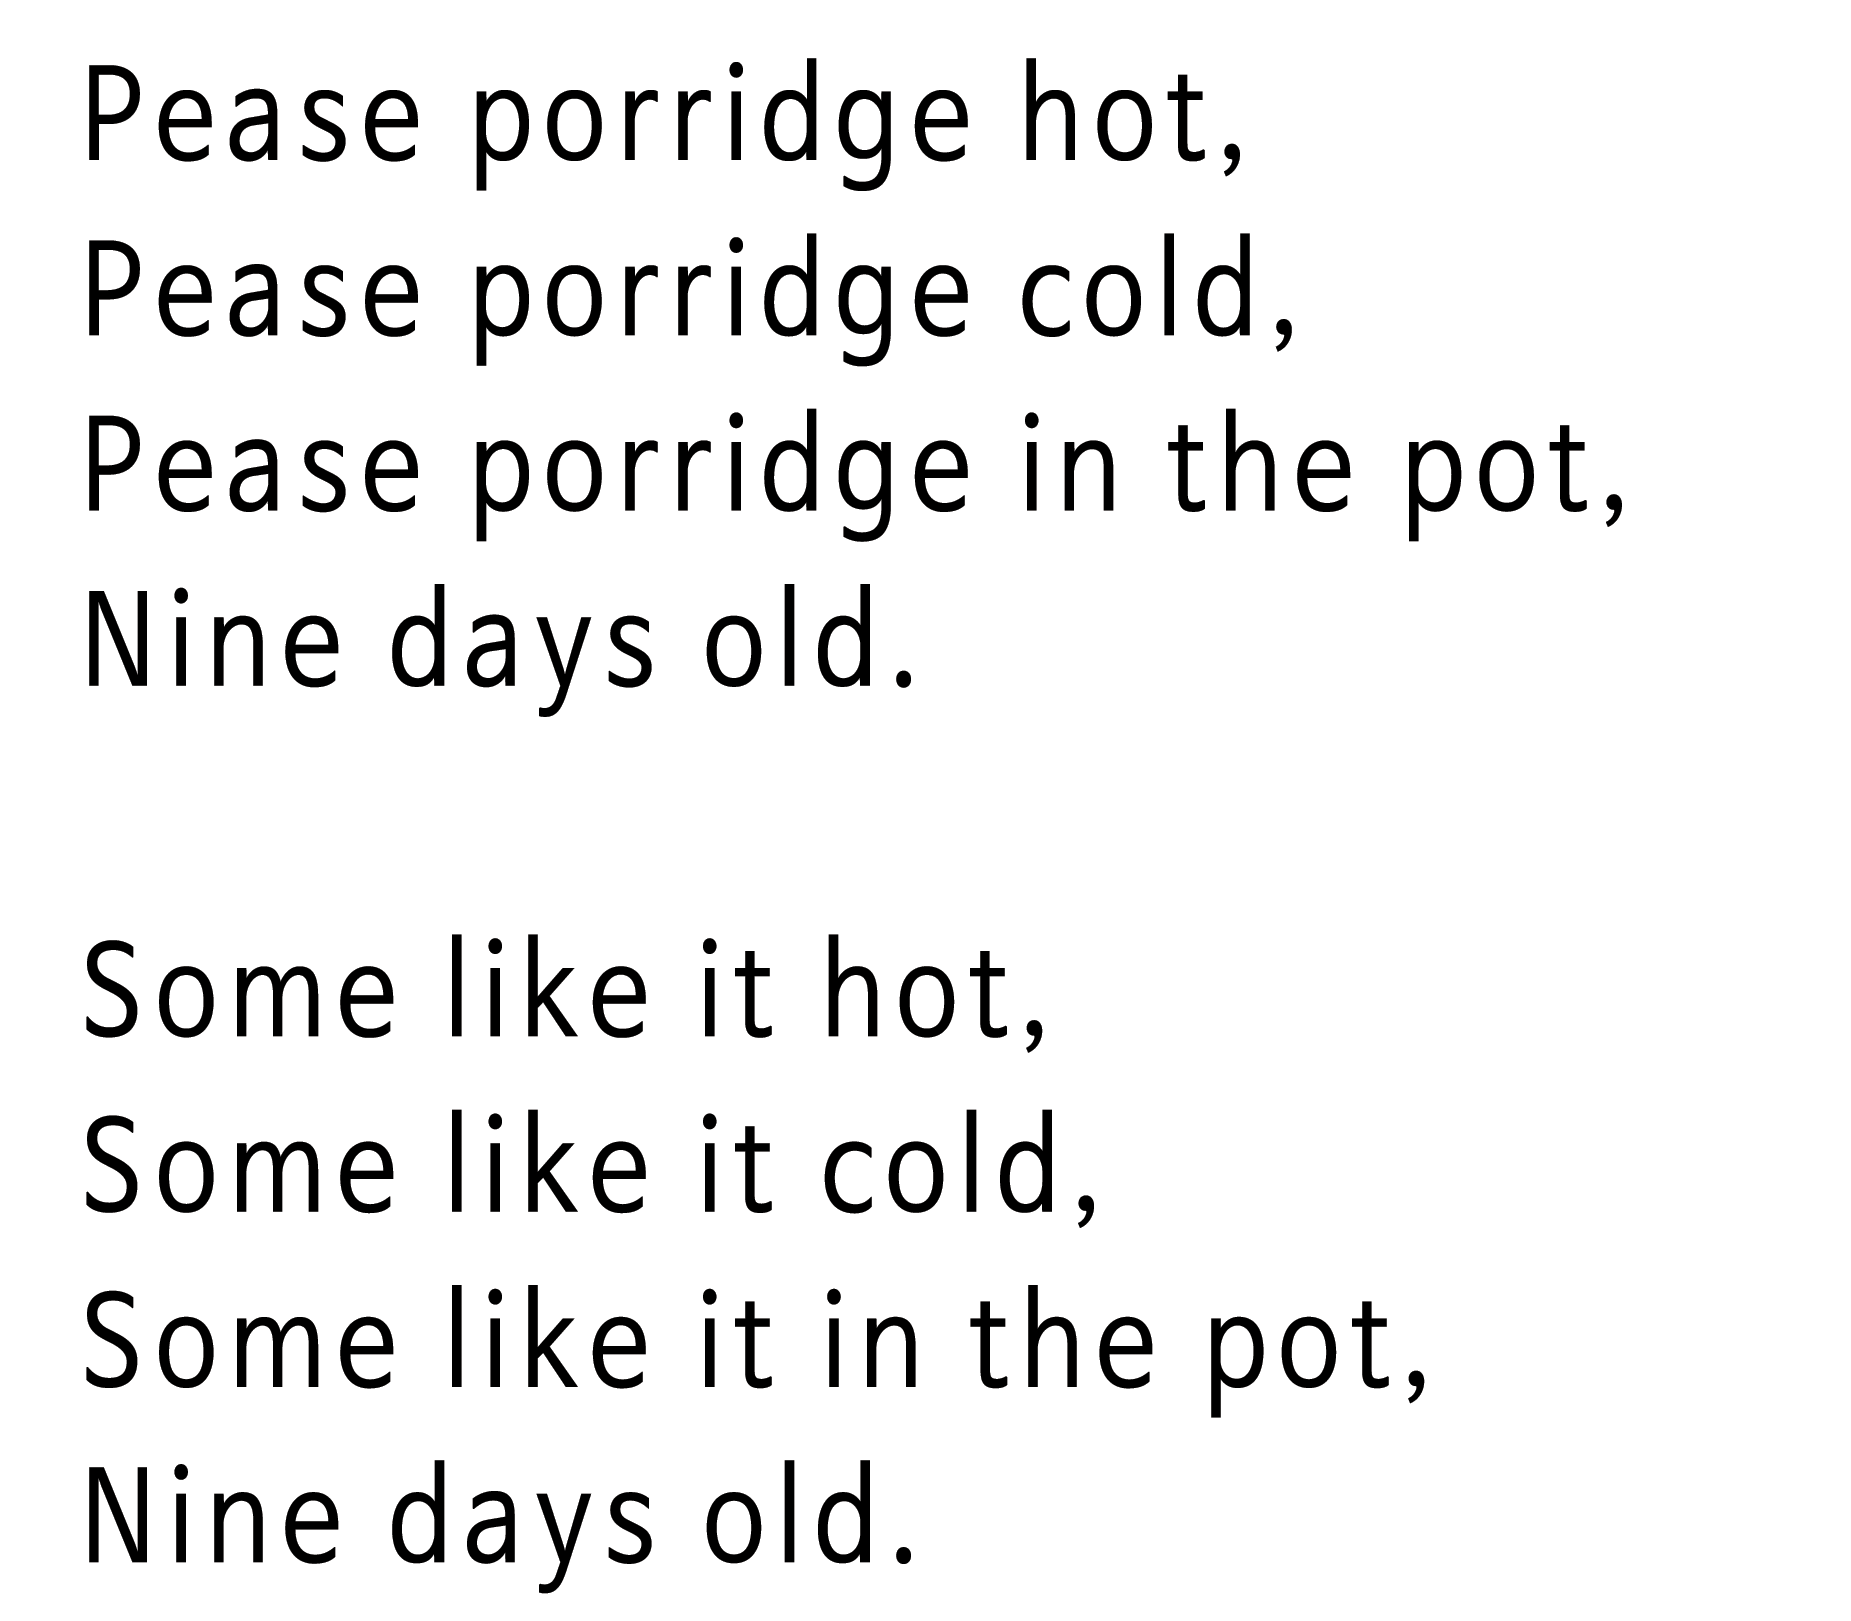 Pease porridge hot,
Pease porridge cold,
Pease porridge in the pot,
Nine days old.

Some like it hot,
Some like it cold,
Some like it in the pot,
Nine days old.